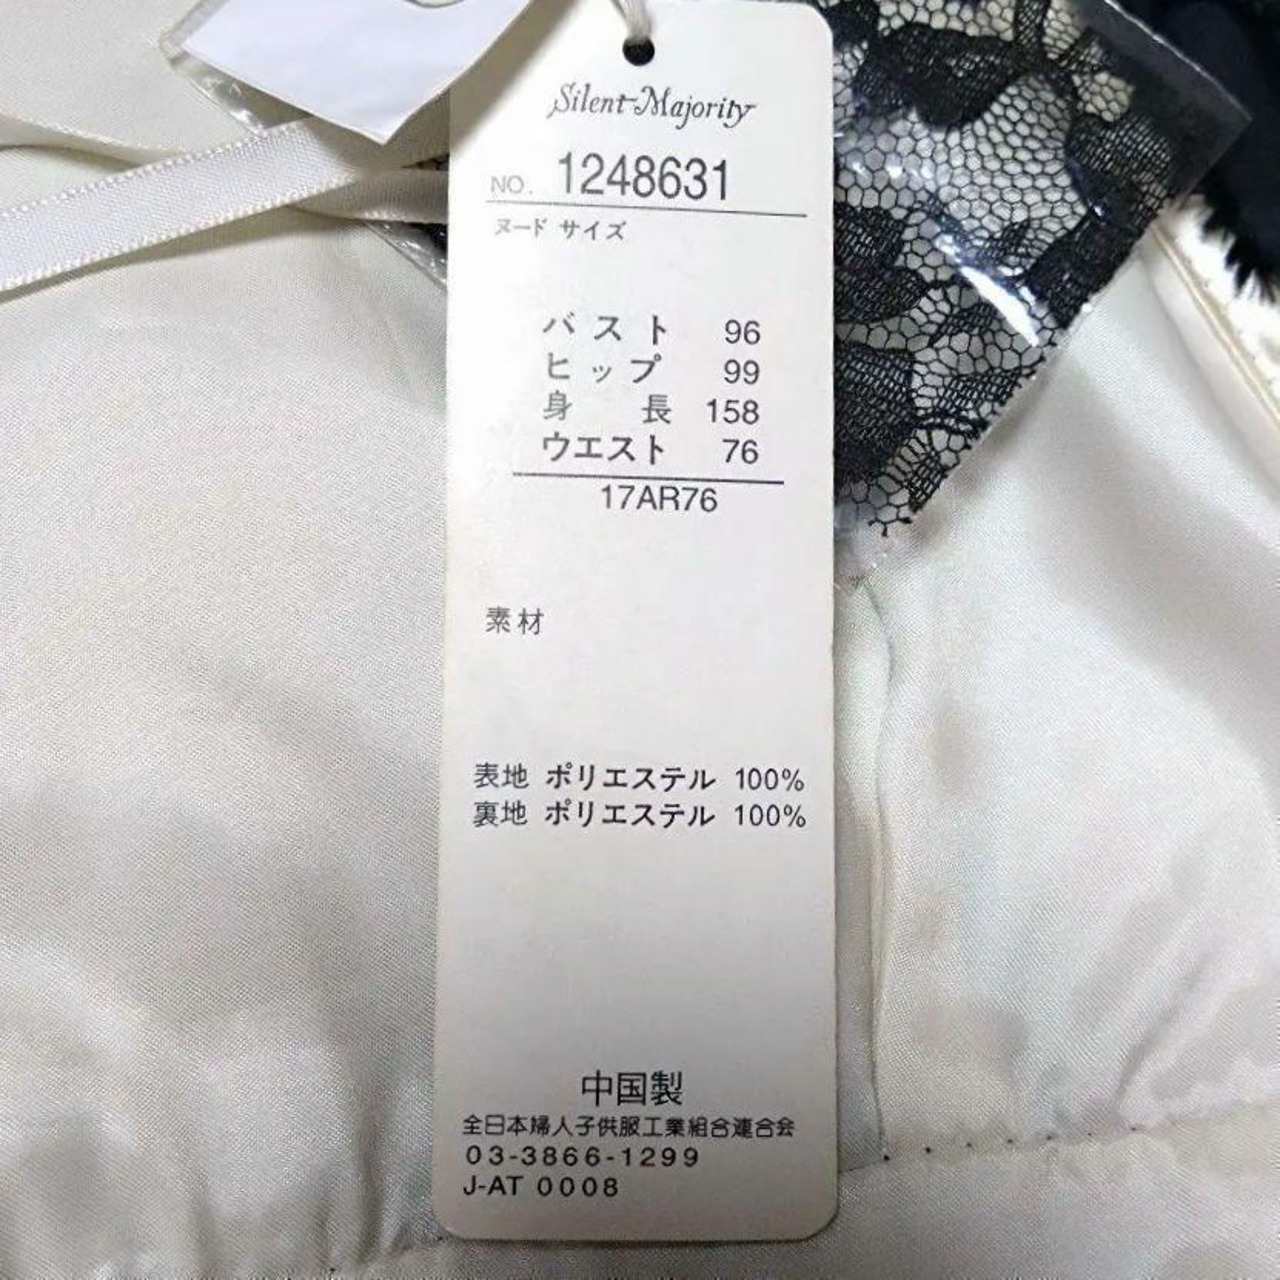 Silent Majority
NO. 1248631
ヌード サイズ
バスト 96
ヒップ 99
身長 158
ウエスト 76
17AR76
素材
表地 ポリエステル 100%
裏地 ポリエステル 100%
中国製
全日本婦人子供服工業組合連合会
03-3866-1299
J-AT 0008